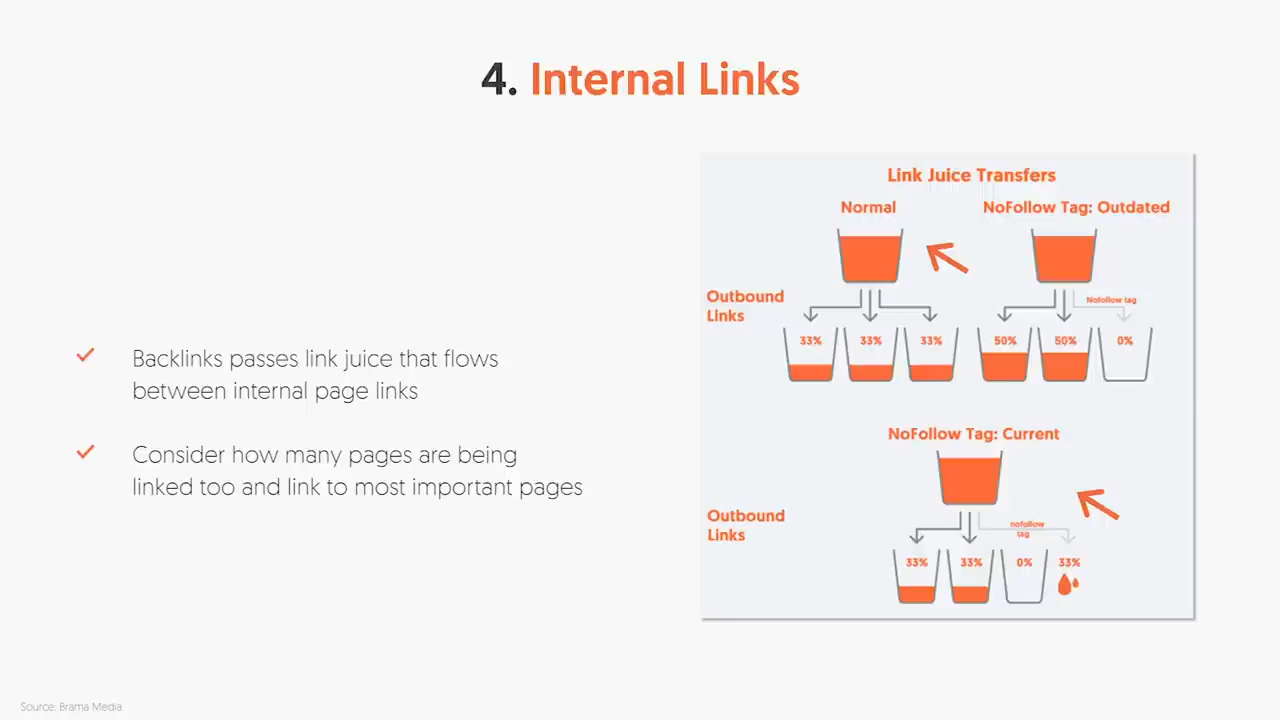 4. Internal Links
Backlinks passes link juice that flows
between internal page links
Consider how many pages are being
linked too and link to most important pages
Link Juice Transfers
Normal
NoFollow Tag: Outdated
Outbound
Links
Nofollow tag
33% 33% 33% 50% 50% 0%
NoFollow Tag: Current
Outbound
Links
nofollow
tag
33% 33% 0% 33%
Source: Brama Media